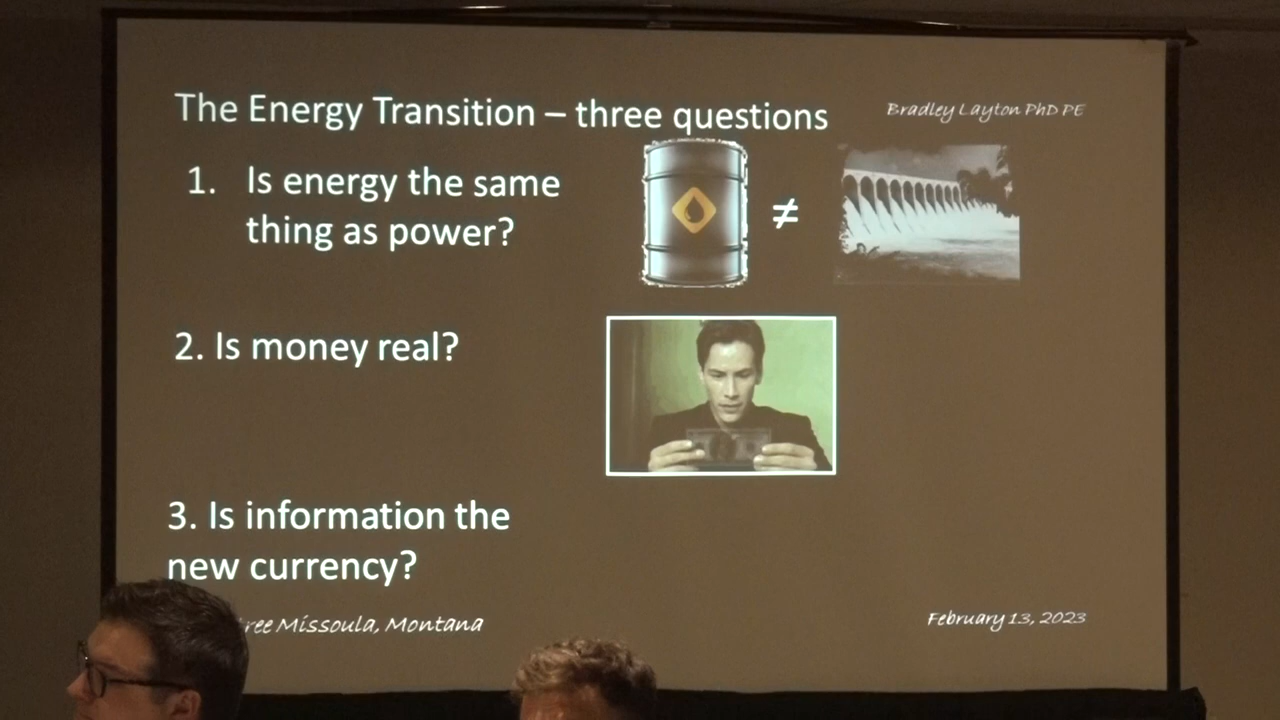 The Energy Transition – three questions
Bradley Layton PhD PE
1. Is energy the same
thing as power?
≠
2. Is money real?
3. Is information the
new currency?
Missoula, Montana
February 13, 2023